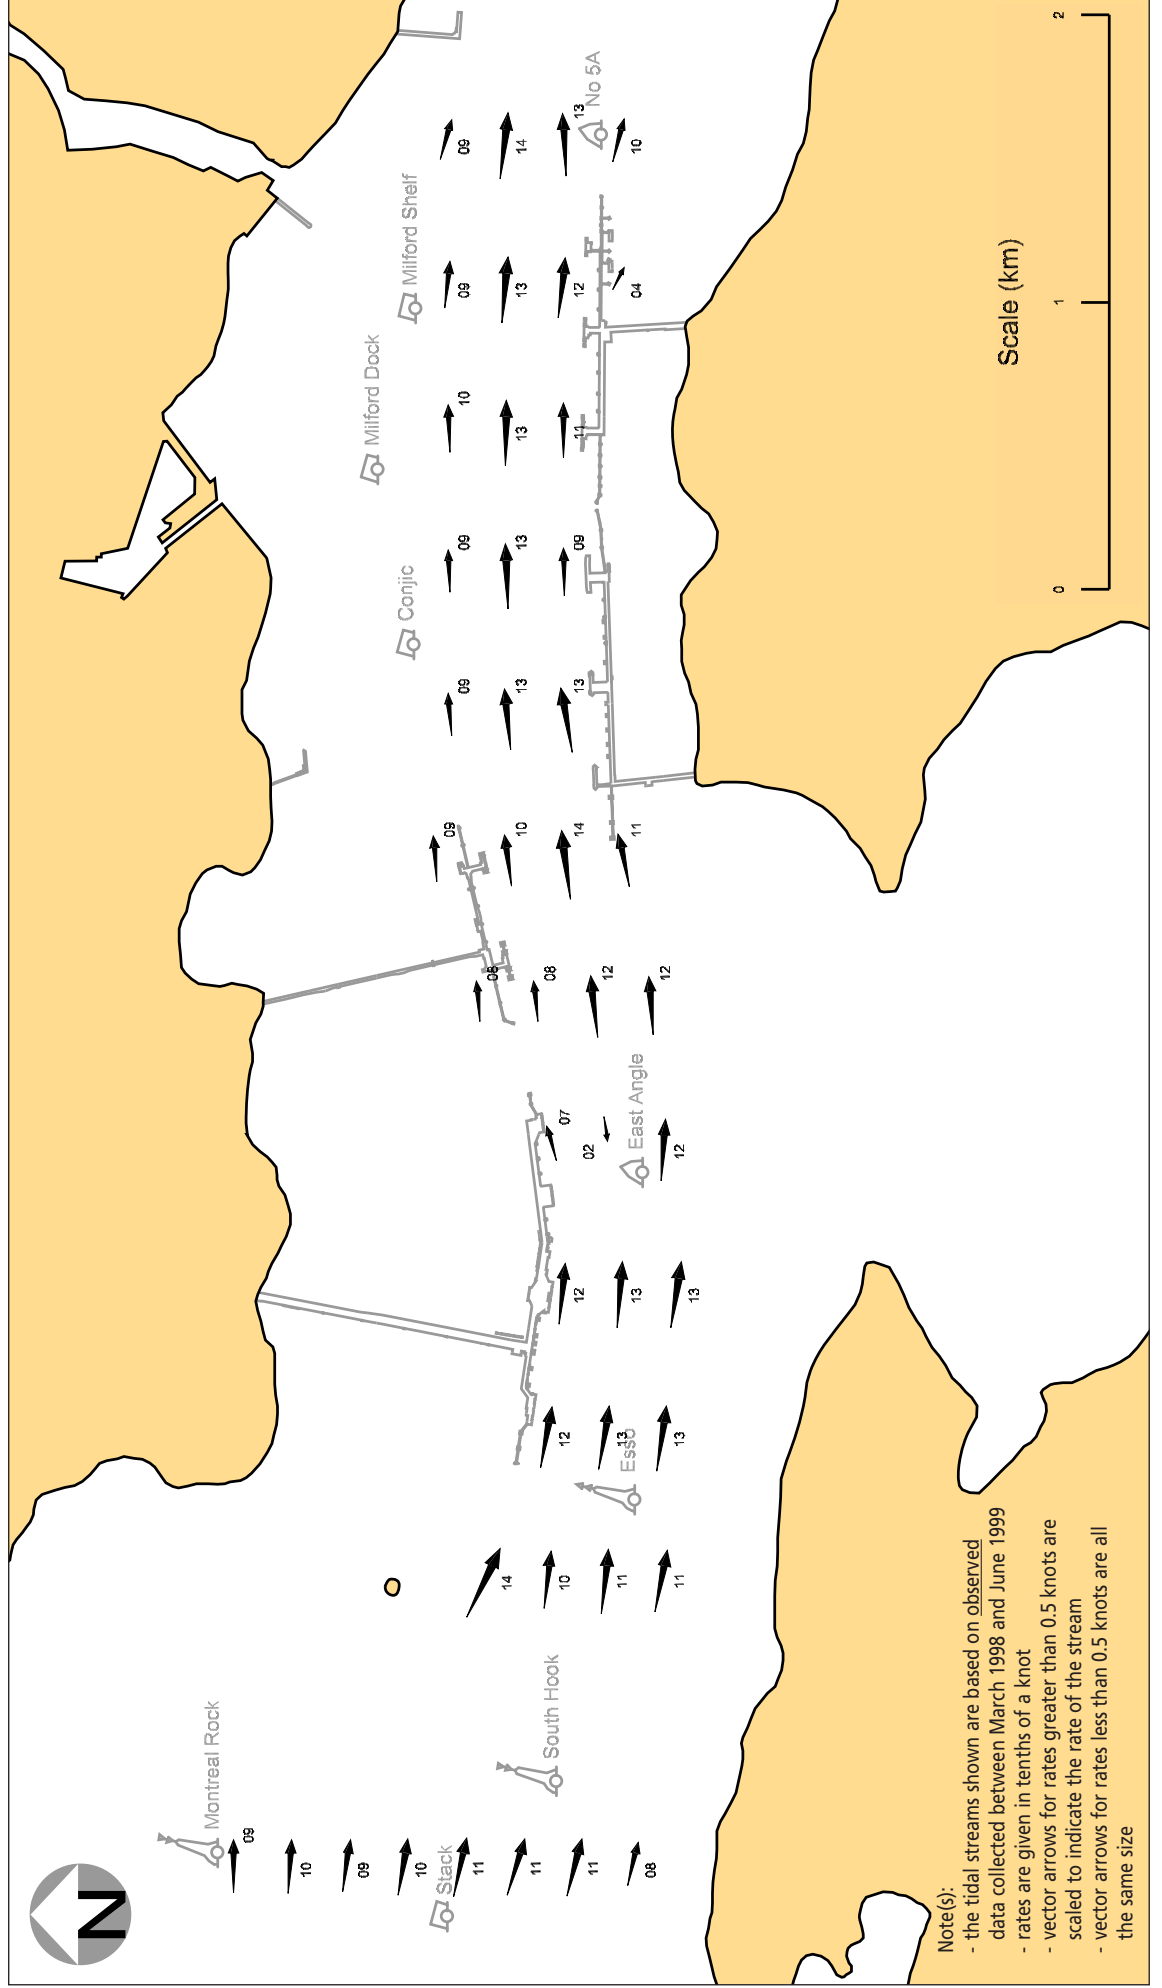 N
Montreal Rock
09
10
09
Milford Dock
Conjic
Milford Shelf
10
Stack
09
09
09
10
09
09
11
08
14
10
13
13
13
13
14
11
South Hook
08
10
12
07
12
14
13
09
11
12
13
02
No 5A
11
12
11
13
Esso
13
East Angle
11
04
10
08
12
11
13
12
13
Scale (km)
0
1
2
Note(s):
- the tidal streams shown are based on observed
data collected between March 1998 and June 1999
- rates are given in tenths of a knot
- vector arrows for rates greater than 0.5 knots are
scaled to indicate the rate of the stream
- vector arrows for rates less than 0.5 knots are all
the same size